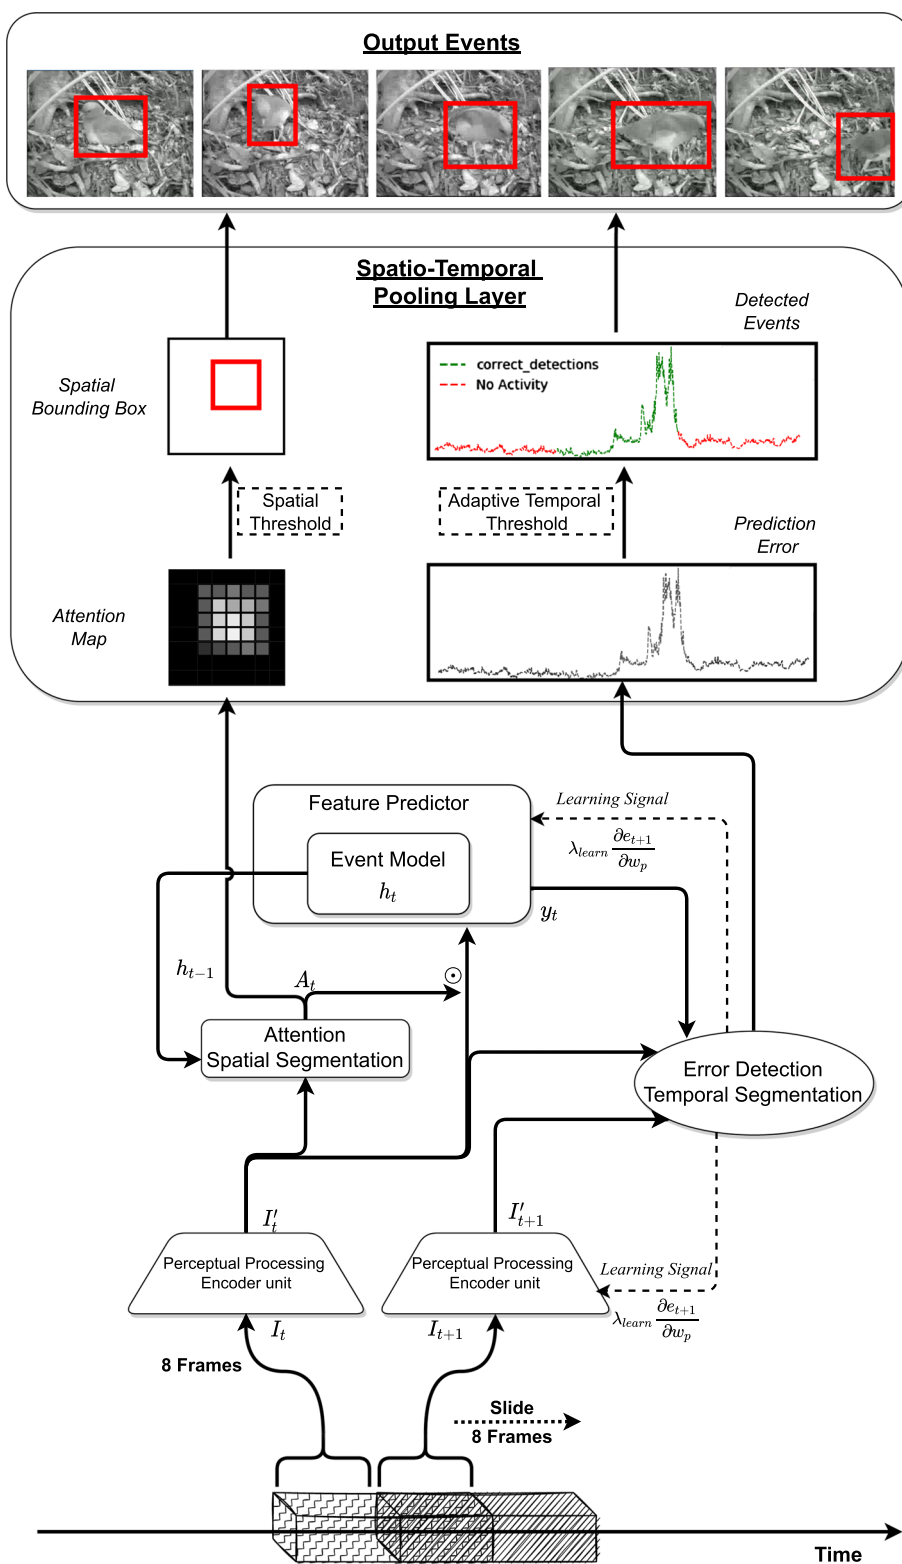 Output Events
Spatio-Temporal
Pooling Layer
Detected
Events
correct_detections
No Activity
Spatial
Bounding Box
Spatial
Threshold
Adaptive Temporal
Threshold
Prediction
Error
Attention
Map
Feature Predictor
Learning Signal
λ_learn ∂e_{t+1}/∂w_p
Event Model
h_t
y_t
h_{t−1}
A_t
⊙
Attention
Spatial Segmentation
Error Detection
Temporal Segmentation
I′_t
I′_{t+1}
Perceptual Processing
Encoder unit
Perceptual Processing
Encoder unit
Learning Signal
λ_learn ∂e_{t+1}/∂w_p
I_t
I_{t+1}
8 Frames
Slide
8 Frames
Time